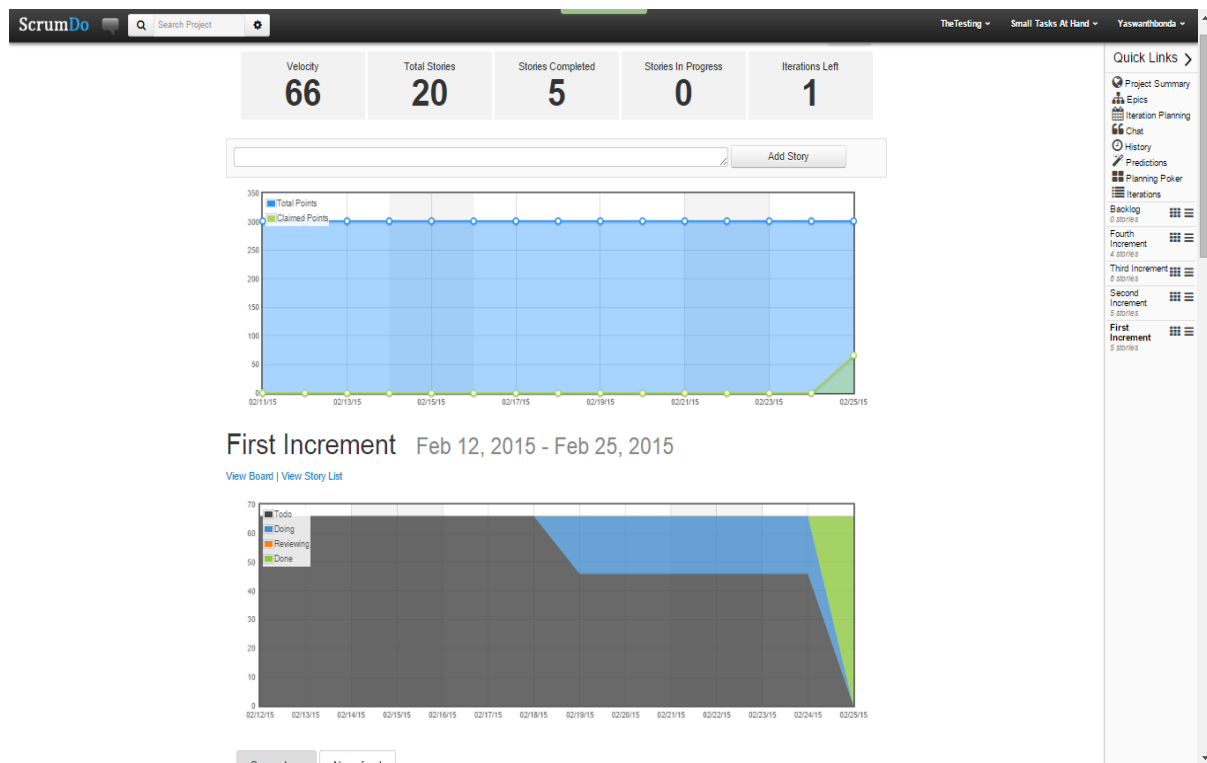 ScrumDo
Search Project
TheTesting
Small Tasks At Hand
Yaswanthbonda
Velocity
66
Total Stories
20
Stories Completed
5
Stories In Progress
0
Iterations Left
1
Add Story
350
300
250
200
150
100
50
0
Total Points
Claimed Points
02/11/15 02/13/15 02/15/15 02/17/15 02/19/15 02/21/15 02/23/15 02/25/15
First Increment Feb 12, 2015 - Feb 25, 2015
View Board | View Story List
70
60
50
40
30
20
10
0
Todo
Doing
Reviewing
Done
02/12/15 02/13/15 02/14/15 02/15/15 02/16/15 02/17/15 02/18/15 02/19/15 02/20/15 02/21/15 02/22/15 02/23/15 02/24/15 02/25/15
Quick Links
Project Summary
Epics
Iteration Planning
Chat
History
Predictions
Planning Poker
Iterations
Backlog
0 stories
Fourth
Increment
4 stories
Third Increment
6 stories
Second
Increment
5 stories
First
Increment
5 stories